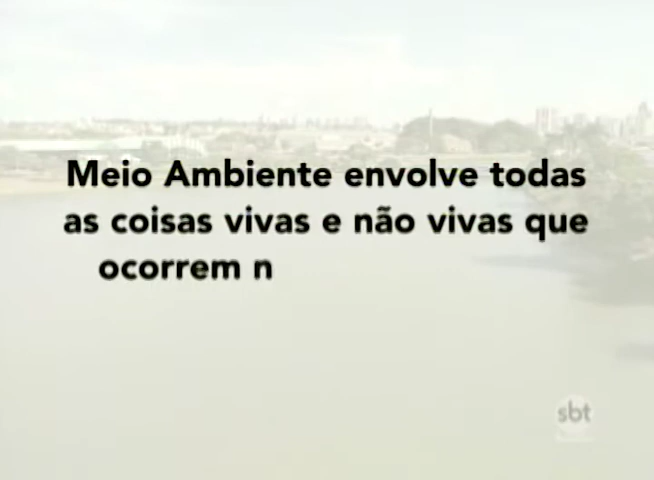 Meio Ambiente envolve todas
as coisas vivas e não vivas que
ocorrem n
sbt